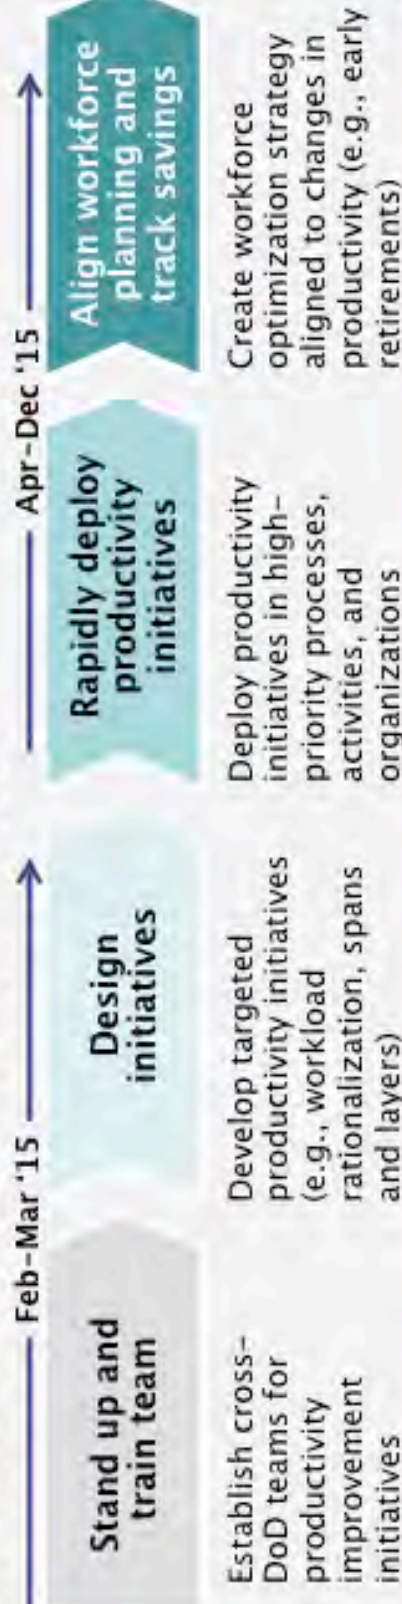 Feb-Mar '15
Apr-Dec '15
Stand up and
train team
Design
initiatives
Rapidly deploy
productivity
initiatives
Align workforce
planning and
track savings
Establish cross-
DoD teams for
productivity
improvement
initiatives
Develop targeted
productivity initiatives
(e.g., workload
rationalization, spans
and layers)
Deploy productivity
initiatives in high-
priority processes,
activities, and
organizations
Create workforce
optimization strategy
aligned to changes in
productivity (e.g., early
retirements)